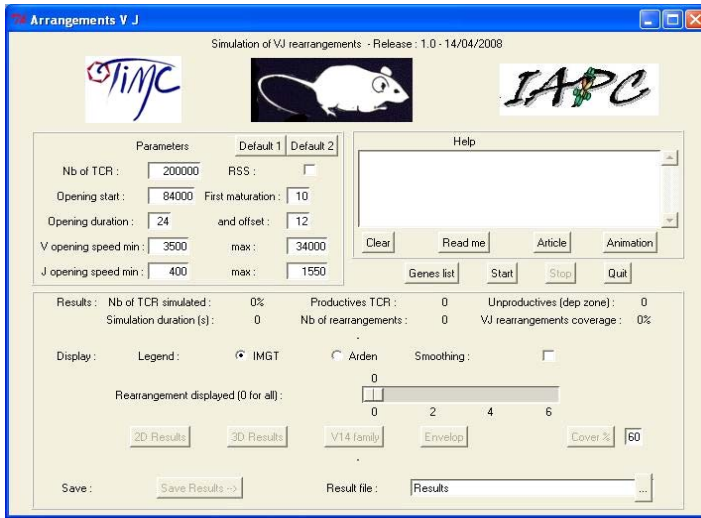 Arrangements V J
Simulation of VJ rearrangements - Release : 1.0 - 14/04/2008
TiMC
IAPC
Parameters Default 1 Default 2
Nb of TCR : 200000 RSS :
Opening start : 84000 First maturation : 10
Opening duration : 24 and offset : 12
V opening speed min : 3500 max : 34000
J opening speed min : 400 max : 1550
Help
Clear Read me Article Animation
Genes list Start Stop Quit
Results : Nb of TCR simulated : 0% Productives TCR : 0 Unproductives (dep zone) : 0
Simulation duration (s) : 0 Nb of rearrangements : 0 VJ rearrangements coverage : 0%
Display : Legend : IMGT Arden Smoothing :
0
Rearrangement displayed (0 for all) :
0 2 4 6
2D Results 3D Results V14 family Envelop Cover % 60
Save : Save Results --> Result file : Results ...